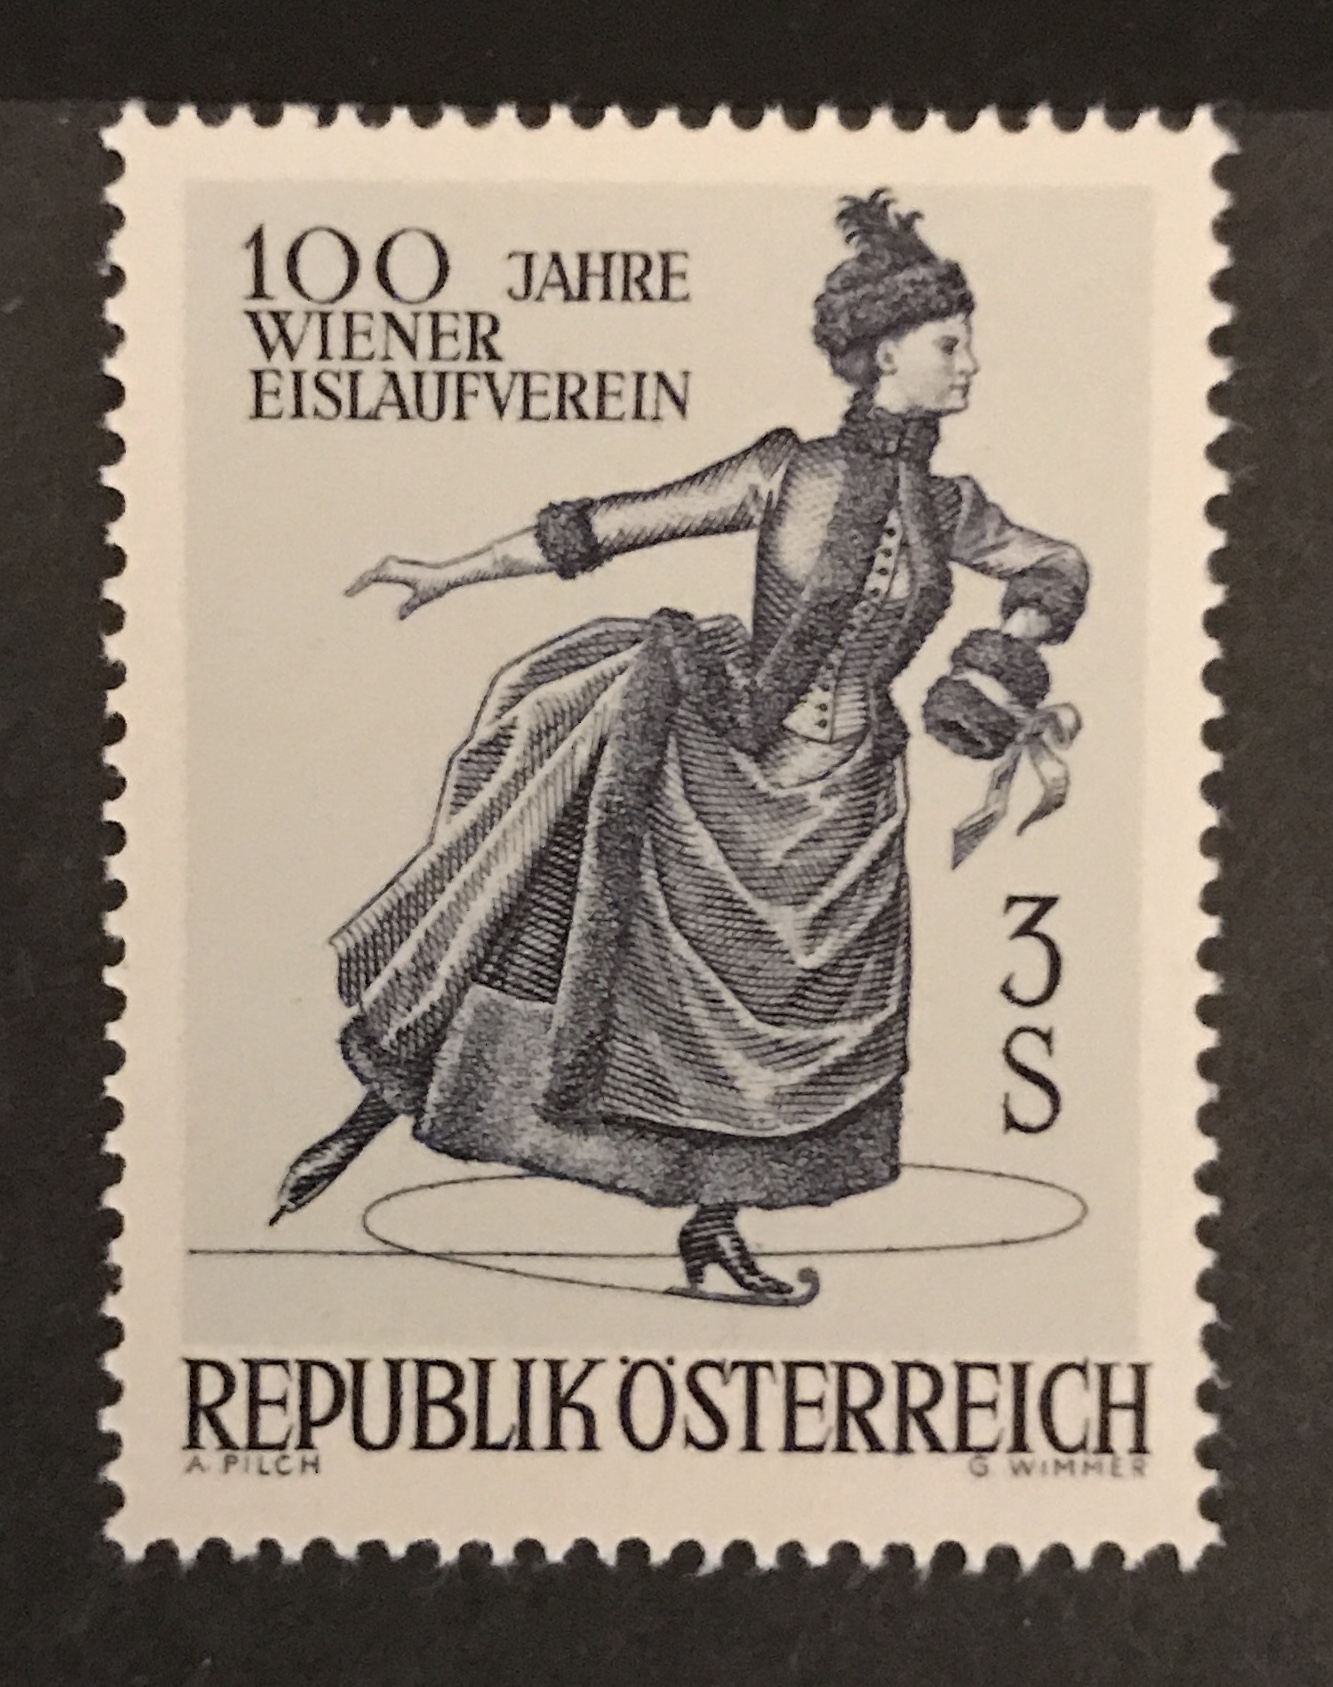 100 JAHRE
WIENER
EISLAUFVEREIN
3
S
REPUBLIK ÖSTERREICH
A. PILCH G. WIMMER